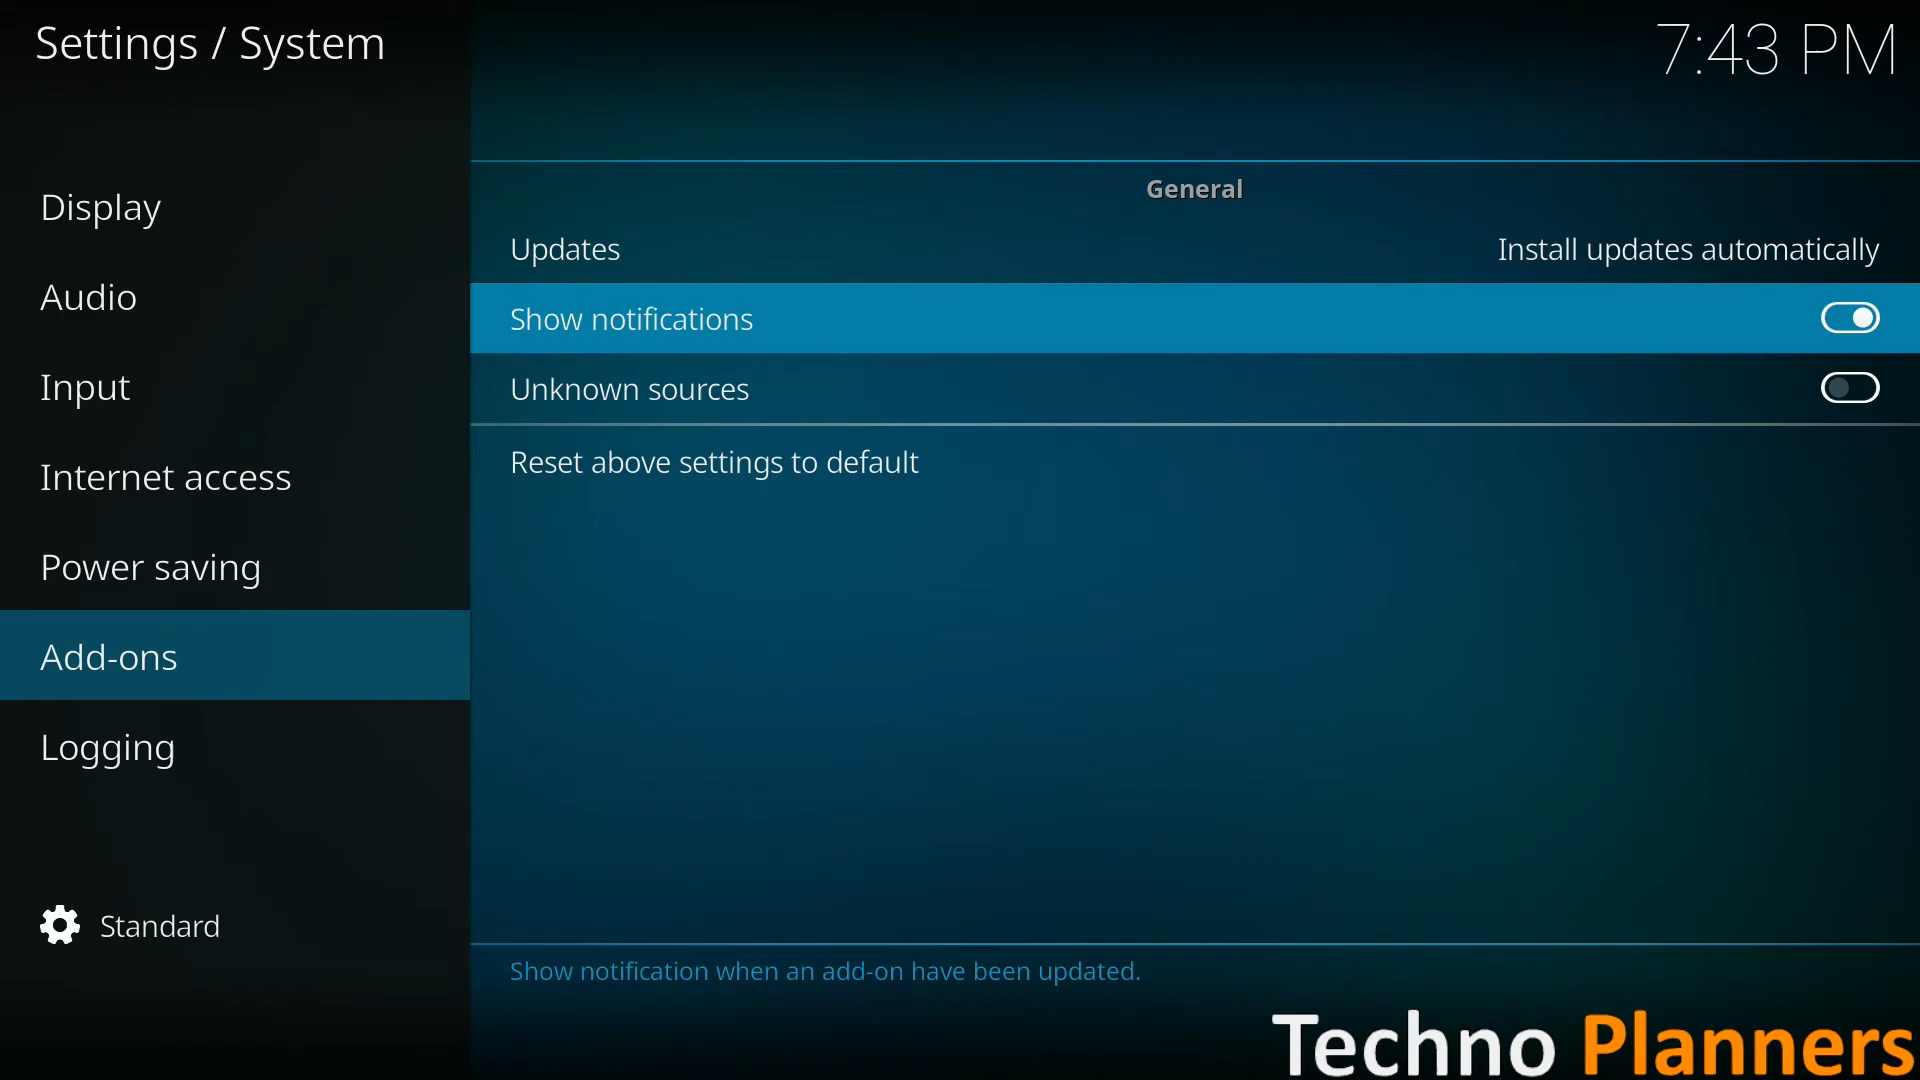 Settings / System
7:43 PM
Display
Audio
Input
Internet access
Power saving
Add-ons
Logging
Standard
General
Updates Install updates automatically
Show notifications
Unknown sources
Reset above settings to default
Show notification when an add-on have been updated.
Techno Planners